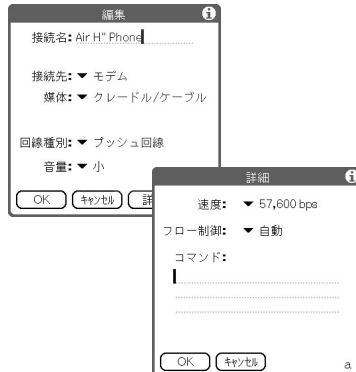 編集
接続名: Air H" Phone
接続先: ▼ モデム
媒体: ▼ クレードル/ケーブル
回線種別: ▼ プッシュ回線
音量: ▼ 小
OK キャンセル 詳
詳細
速度: ▼ 57,600 bps
フロー制御: ▼ 自動
コマンド:
OK キャンセル
a